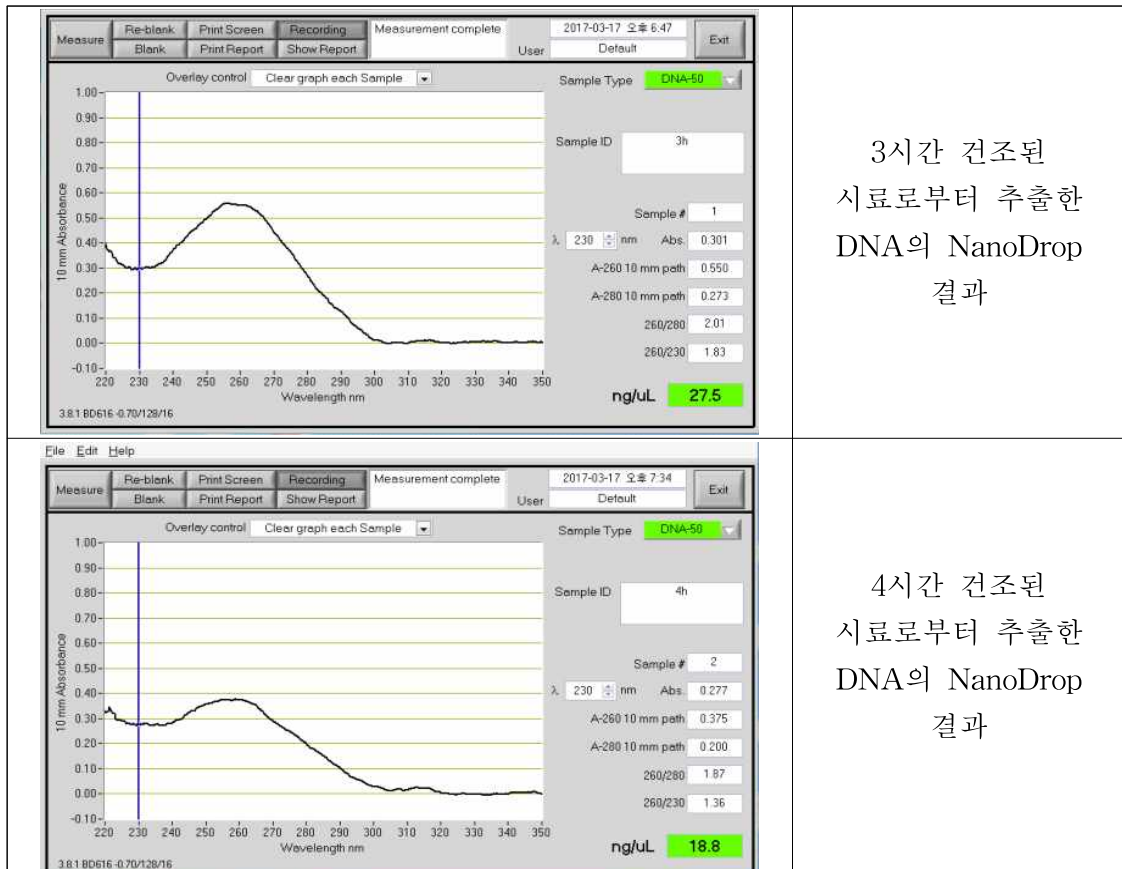 Measure
Re-blank
Print Screen
Recording
Measurement complete
2017-03-17 오후 6:47
Exit
Blank
Print Report
Show Report
User
Default
Overlay control
Clear graph each Sample
Sample Type
DNA-50
1.00
0.90
0.80
0.70
0.60
0.50
0.40
0.30
0.20
0.10
0.00
-0.10
10 mm Absorbance
220 230 240 250 260 270 280 290 300 310 320 330 340 350
Wavelength nm
3.8.1 BD616 -0.70/128/16
Sample ID
3h
Sample # 1
λ 230 nm Abs. 0.301
A-260 10 mm path 0.550
A-280 10 mm path 0.273
260/280 2.01
260/230 1.83
ng/uL 27.5
3시간 건조된
시료로부터 추출한
DNA의 NanoDrop
결과
File Edit Help
Measure
Re-blank
Print Screen
Recording
Measurement complete
2017-03-17 오후 7:34
Exit
Blank
Print Report
Show Report
User
Default
Overlay control
Clear graph each Sample
Sample Type
DNA-50
1.00
0.90
0.80
0.70
0.60
0.50
0.40
0.30
0.20
0.10
0.00
-0.10
10 mm Absorbance
220 230 240 250 260 270 280 290 300 310 320 330 340 350
Wavelength nm
3.8.1 BD616 -0.70/128/16
Sample ID
4h
Sample # 2
λ 230 nm Abs. 0.277
A-260 10 mm path 0.375
A-280 10 mm path 0.200
260/280 1.87
260/230 1.36
ng/uL 18.8
4시간 건조된
시료로부터 추출한
DNA의 NanoDrop
결과